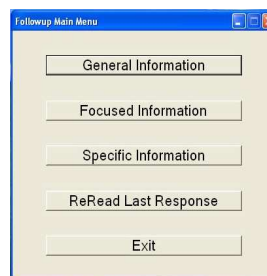 Followup Main Menu
General Information
Focused Information
Specific Information
ReRead Last Response
Exit